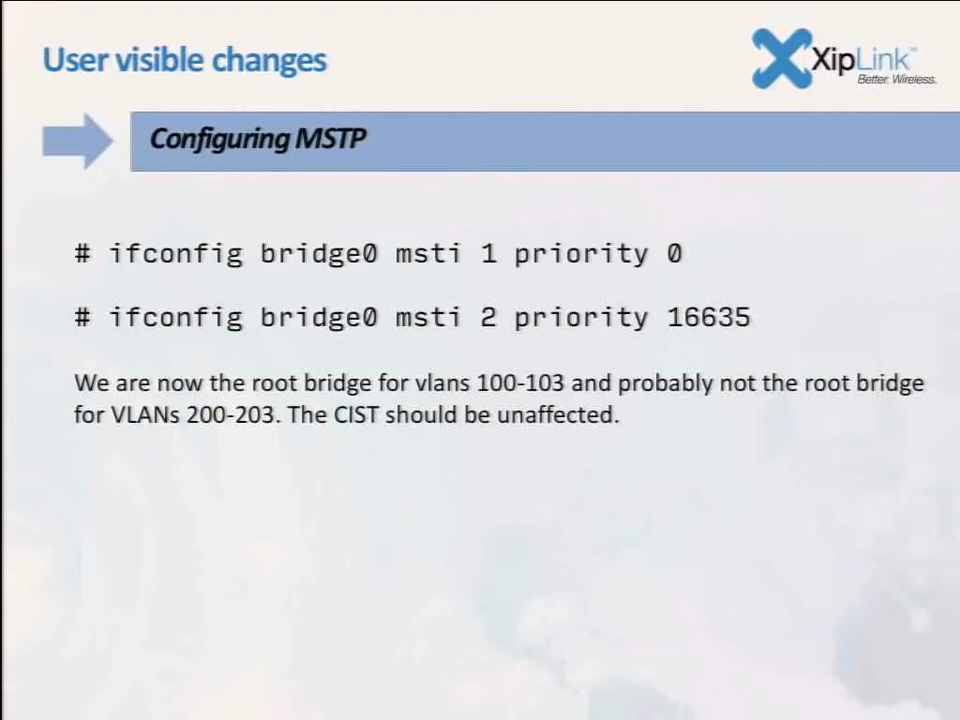 User visible changes
XipLink™
Better. Wireless.
Configuring MSTP
# ifconfig bridge0 msti 1 priority 0
# ifconfig bridge0 msti 2 priority 16635
We are now the root bridge for vlans 100-103 and probably not the root bridge
for VLANs 200-203. The CIST should be unaffected.